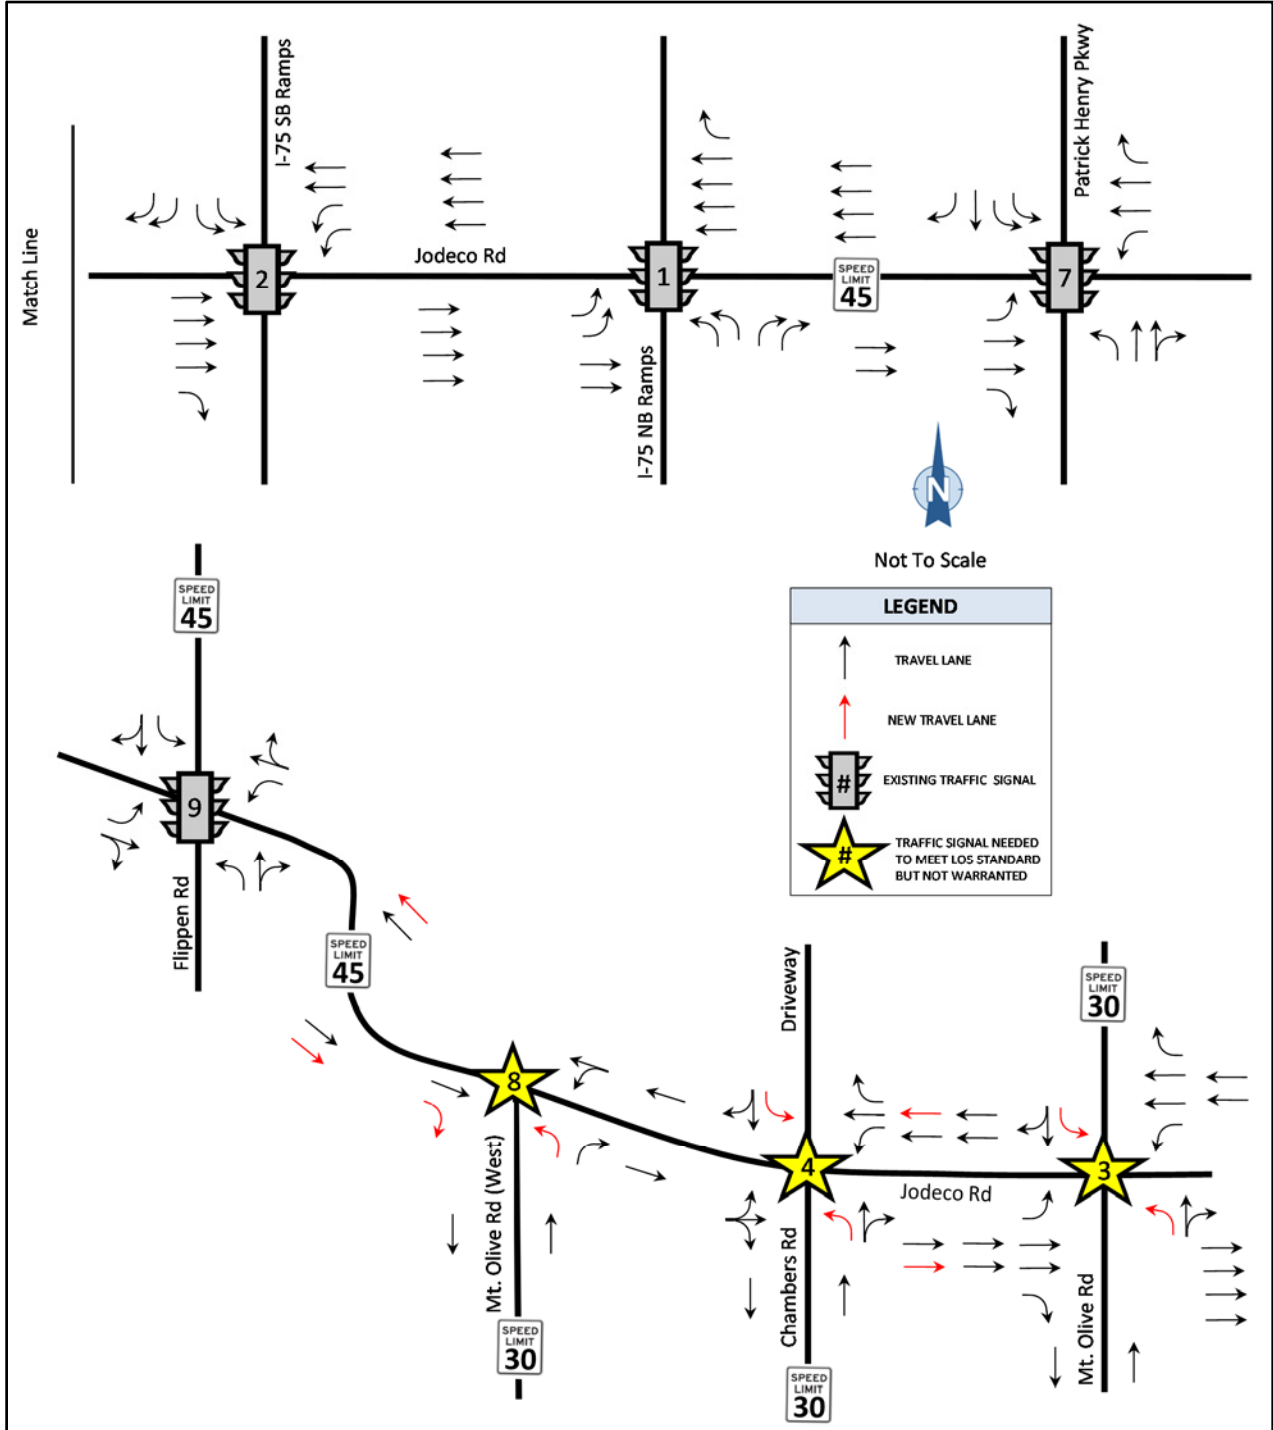 I-75 SB Ramps
Patrick Henry Pkwy
Match Line
2
Jodeco Rd
1
SPEED
LIMIT
45
7
I-75 NB Ramps
N
Not To Scale
SPEED
LIMIT
45
LEGEND
TRAVEL LANE
NEW TRAVEL LANE
#
EXISTING TRAFFIC SIGNAL
#
TRAFFIC SIGNAL NEEDED
TO MEET LOS STANDARD
BUT NOT WARRANTED
9
Flippen Rd
SPEED
LIMIT
45
Driveway
SPEED
LIMIT
30
8
4
3
Jodeco Rd
Mt. Olive Rd (West)
Chambers Rd
Mt. Olive Rd
SPEED
LIMIT
30
SPEED
LIMIT
30